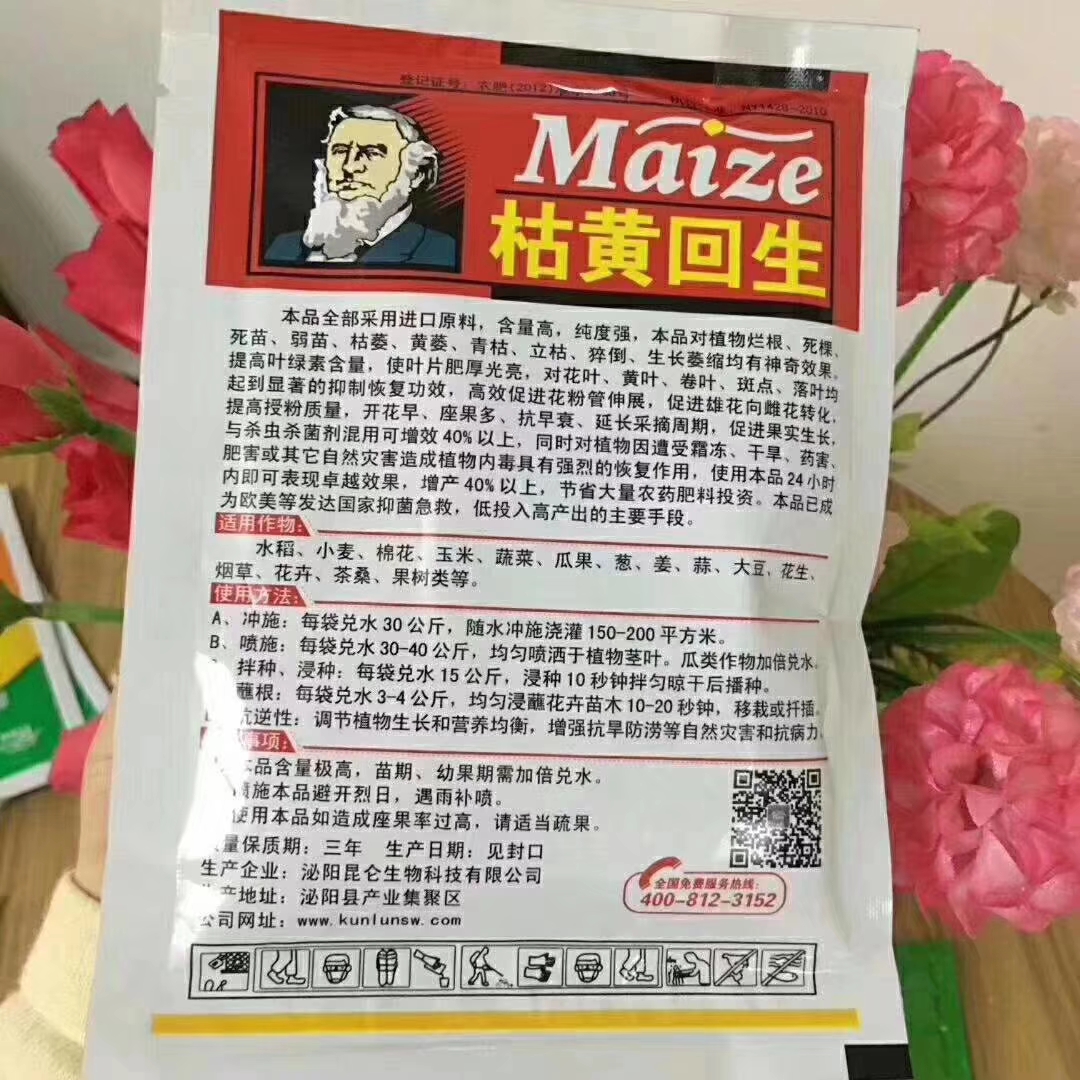 登记证号：农肥(2012)
NY1428-2010
Maize
枯黄回生
本品全部采用进口原料，含量高，纯度强，本品对植物烂根、死棵、
死苗、弱苗、枯萎、黄萎、青枯、立枯、猝倒、生长萎缩均有神奇效果。
提高叶绿素含量，使叶片肥厚光亮，对花叶、黄叶、卷叶、斑点、落叶均
起到显著的抑制恢复功效，高效促进花粉管伸展，促进雄花向雌花转化，
提高授粉质量，开花早、座果多、抗早衰、延长采摘周期，促进果实生长，
与杀虫杀菌剂混用可增效40%以上，同时对植物因遭受霜冻、干旱、药害、
肥害或其它自然灾害造成植物内毒具有强烈的恢复作用，使用本品24小时
内即可表现卓越效果，增产40%以上，节省大量农药肥料投资。本品已成
为欧美等发达国家抑菌急救，低投入高产出的主要手段。
适用作物：
水稻、小麦、棉花、玉米、蔬菜、瓜果、葱、姜、蒜、大豆、花生、
烟草、花卉、茶桑、果树类等。
使用方法：
A、冲施：每袋兑水30公斤，随水冲施浇灌150-200平方米。
B、喷施：每袋兑水30-40公斤，均匀喷洒于植物茎叶。瓜类作物加倍兑水。
拌种、浸种：每袋兑水15公斤，浸种10秒钟拌匀晾干后播种。
蘸根：每袋兑水3-4公斤，均匀浸蘸花卉苗木10-20秒钟，移栽或扦插。
抗逆性：调节植物生长和营养均衡，增强抗旱防涝等自然灾害和抗病力。
事项：
本品含量极高，苗期、幼果期需加倍兑水。
喷施本品避开烈日，遇雨补喷。
使用本品如造成座果率过高，请适当疏果。
质量保质期：三年 生产日期：见封口
生产企业：泌阳昆仑生物科技有限公司
生产地址：泌阳县产业集聚区
公司网址：www.kunlunsw.com
全国免费服务热线：
400-812-3152